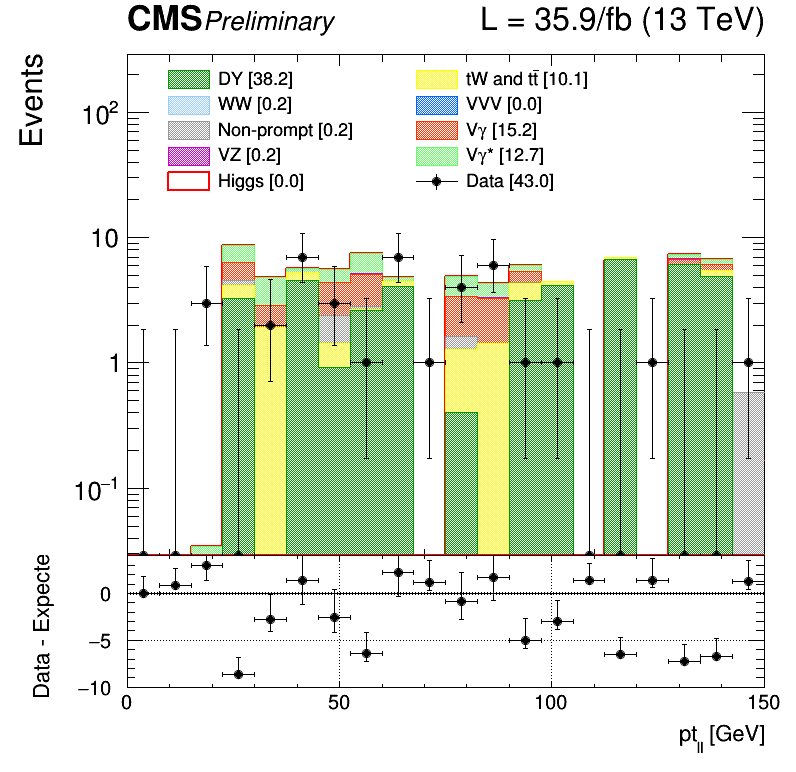 CMS Preliminary L = 35.9/fb (13 TeV)
Events
DY [38.2] tW and tt̄ [10.1]
WW [0.2] VVV [0.0]
Non-prompt [0.2] Vγ [15.2]
VZ [0.2] Vγ* [12.7]
Higgs [0.0] Data [43.0]
10²
10
1
10⁻¹
Data - Expecte
0
−5
−10
0 50 100 150
pt_ll [GeV]